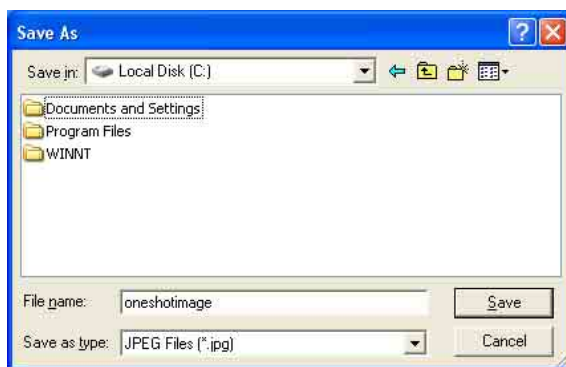 Save As
Save in: Local Disk (C:)
Documents and Settings
Program Files
WINNT
File name: oneshotimage Save
Save as type: JPEG Files (*.jpg) Cancel